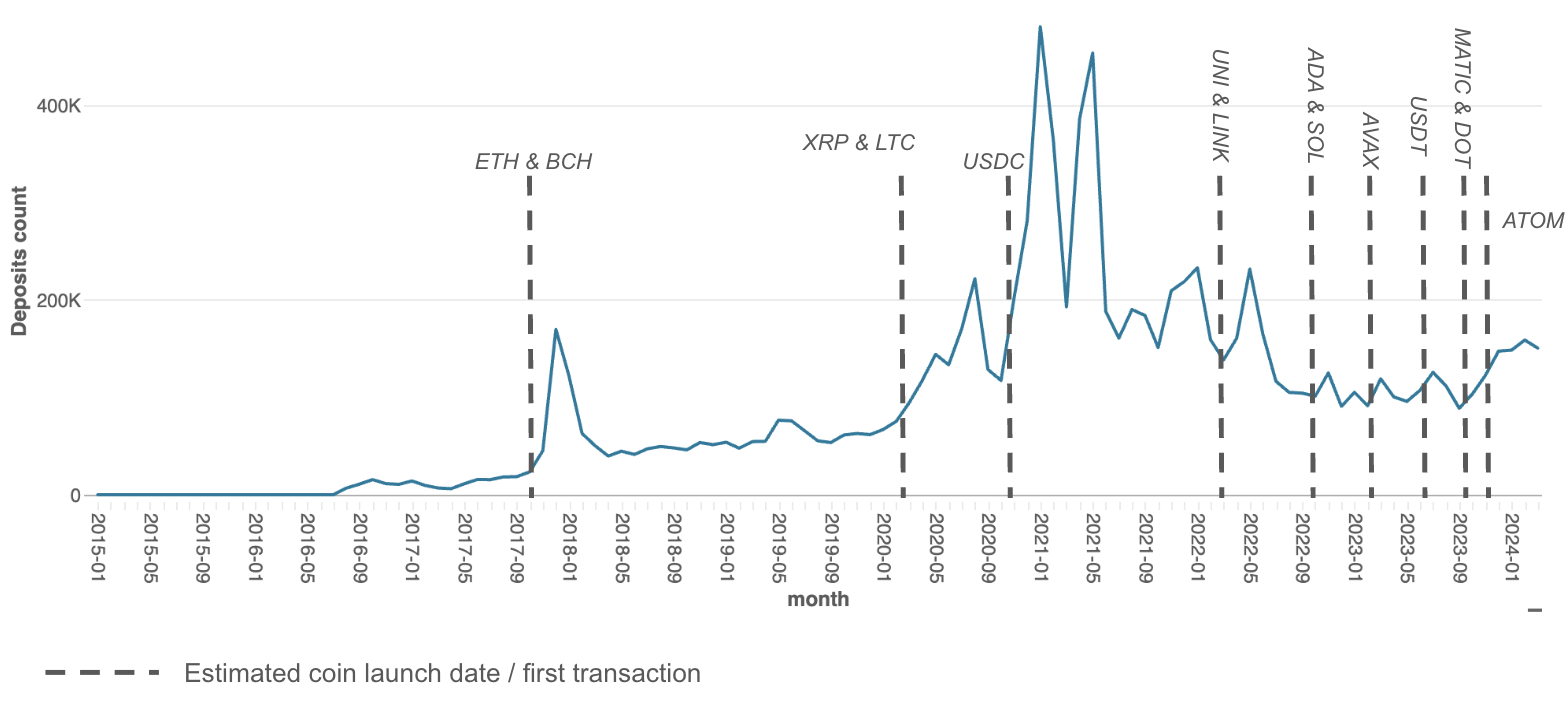 UNI & LINK
ADA & SOL
AVAX
USDT
MATIC & DOT
XRP & LTC
ETH & BCH
USDC
ATOM
Deposits count
400K
200K
0
2015-01
2015-05
2015-09
2016-01
2016-05
2016-09
2017-01
2017-05
2017-09
2018-01
2018-05
2018-09
2019-01
2019-05
2019-09
2020-01
2020-05
2020-09
2021-01
2021-05
2021-09
2022-01
2022-05
2022-09
2023-01
2023-05
2023-09
2024-01
month
Estimated coin launch date / first transaction